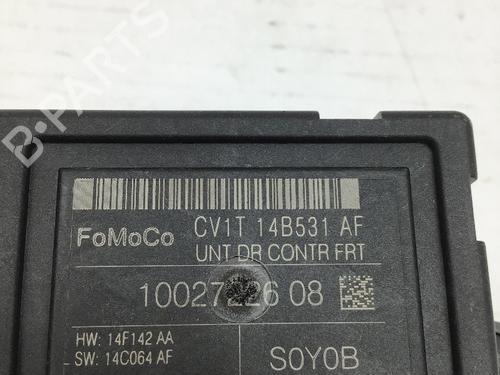 B-PARTS
FoMoCo CV1T 14B531 AF
UNT DR CONTR FRT
10027226 08
HW: 14F142 AA
SW: 14C064 AF
S0Y0B